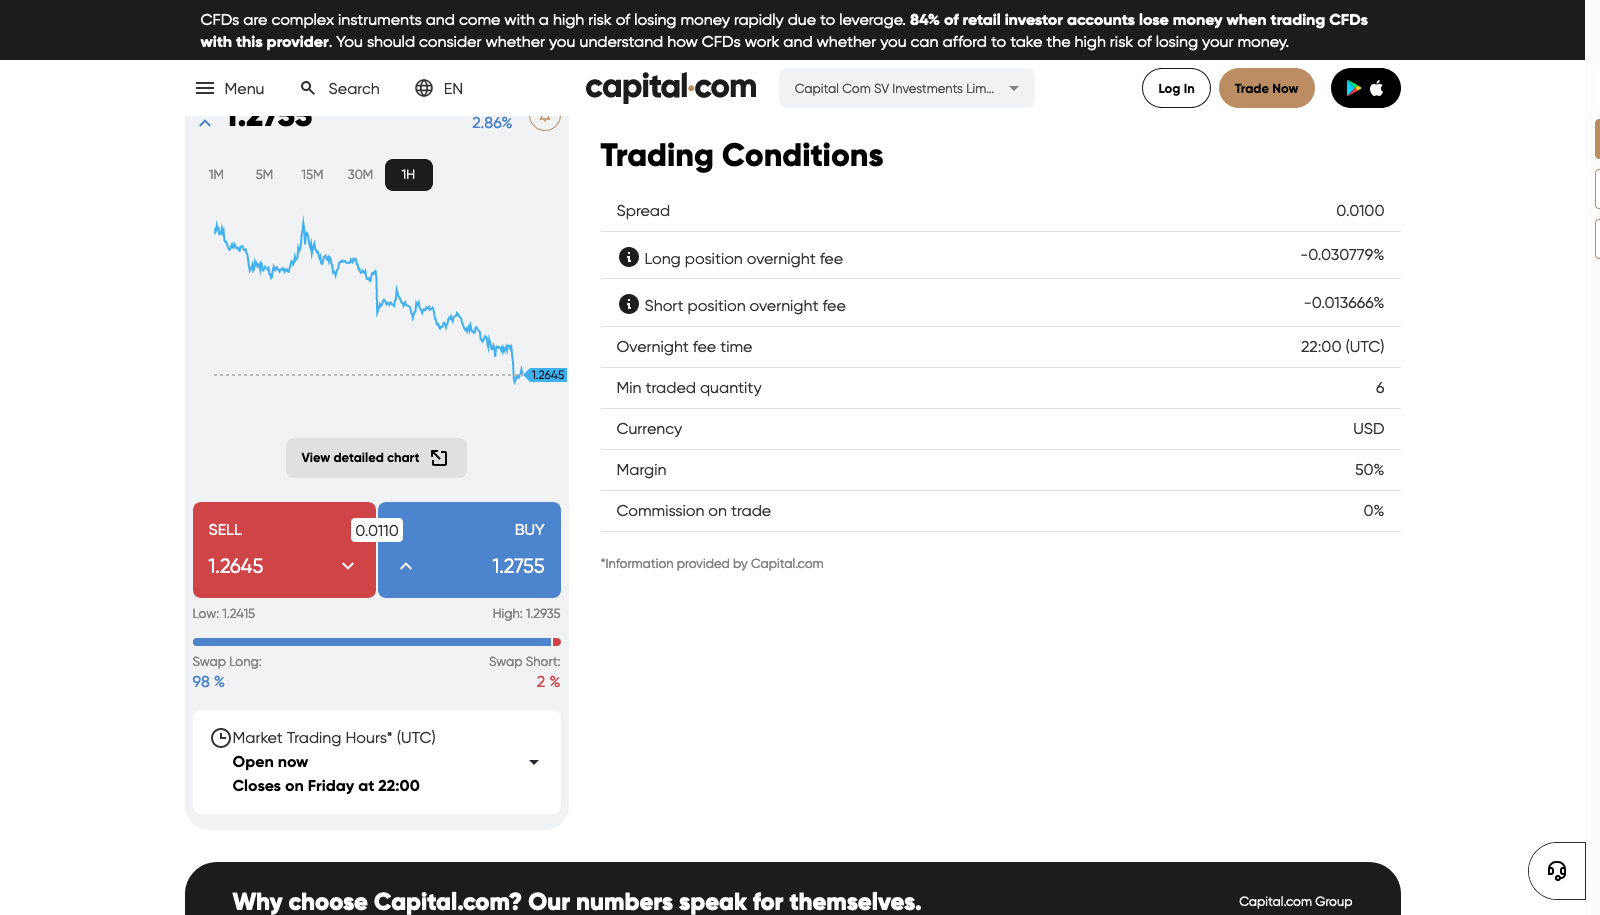 CFDs are complex instruments and come with a high risk of losing money rapidly due to leverage. 84% of retail investor accounts lose money when trading CFDs
with this provider. You should consider whether you understand how CFDs work and whether you can afford to take the high risk of losing your money.
Menu Search EN capital.com Capital Com SV Investments Lim... Log In Trade Now
1.2755 2.86%
1M 5M 15M 30M 1H
1.2645
View detailed chart
SELL 0.0110 BUY
1.2645 1.2755
Low: 1.2415 High: 1.2935
Swap Long: Swap Short:
98 % 2 %
Market Trading Hours* (UTC)
Open now
Closes on Friday at 22:00
Trading Conditions
Spread 0.0100
Long position overnight fee -0.030779%
Short position overnight fee -0.013666%
Overnight fee time 22:00 (UTC)
Min traded quantity 6
Currency USD
Margin 50%
Commission on trade 0%
*Information provided by Capital.com
Why choose Capital.com? Our numbers speak for themselves.
Capital.com Group